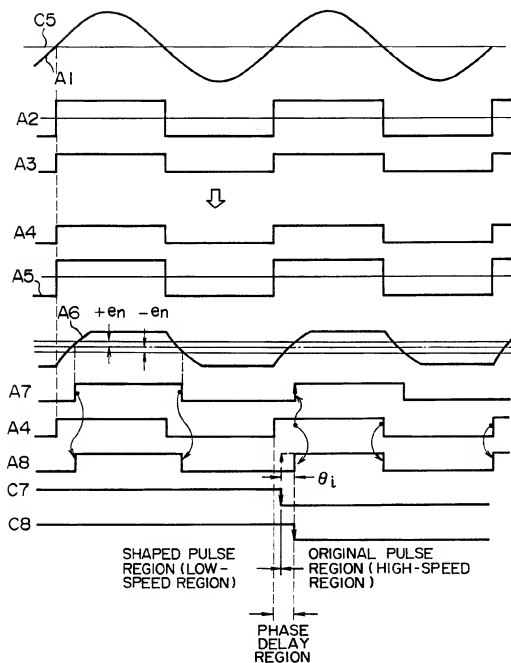 C5
A1
A2
A3
A4
A5
A6
+en
-en
A7
A4
A8
θi
C7
C8
SHAPED PULSE
REGION (LOW-
SPEED REGION)
ORIGINAL PULSE
REGION (HIGH-SPEED
REGION)
PHASE
DELAY
REGION